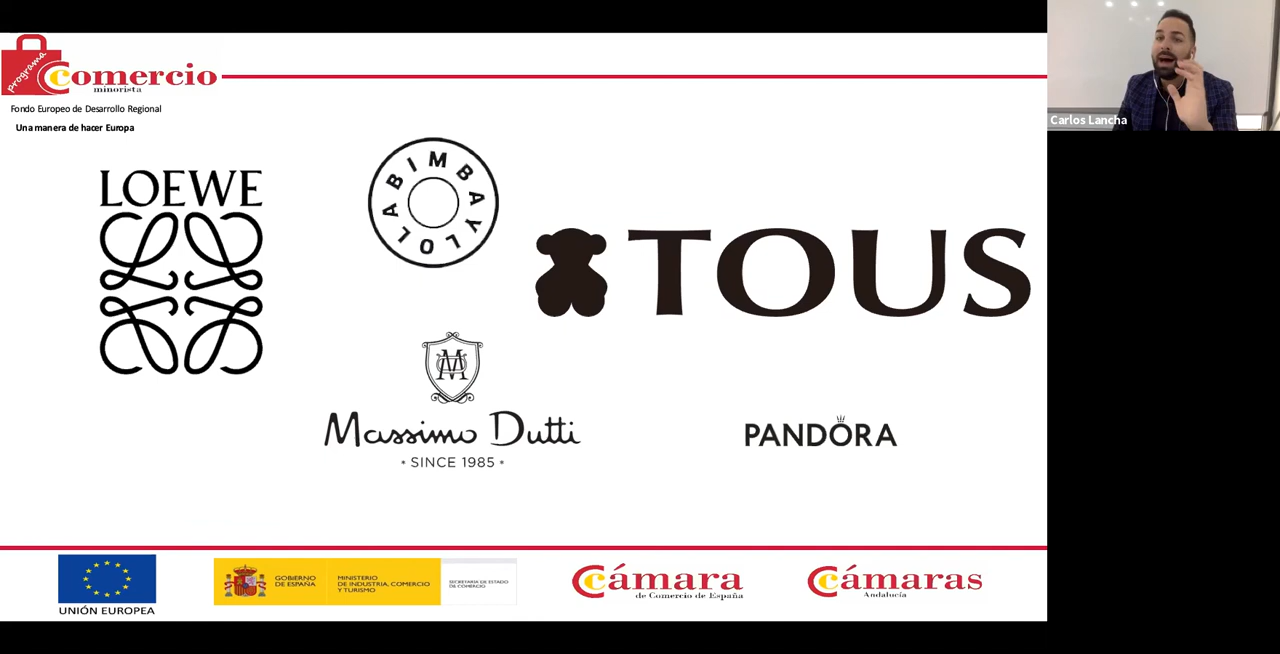 programa
Comercio
minorista
Fondo Europeo de Desarrollo Regional
Una manera de hacer Europa
Carlos Lancha
LOEWE
BIMBA Y LOLA
TOUS
M
Massimo Dutti
• SINCE 1985 •
PANDORA
UNIÓN EUROPEA
GOBIERNO
DE ESPAÑA
MINISTERIO
DE INDUSTRIA, COMERCIO
Y TURISMO
SECRETARÍA DE ESTADO
DE COMERCIO
Cámara
de Comercio de España
Cámaras
Andalucía